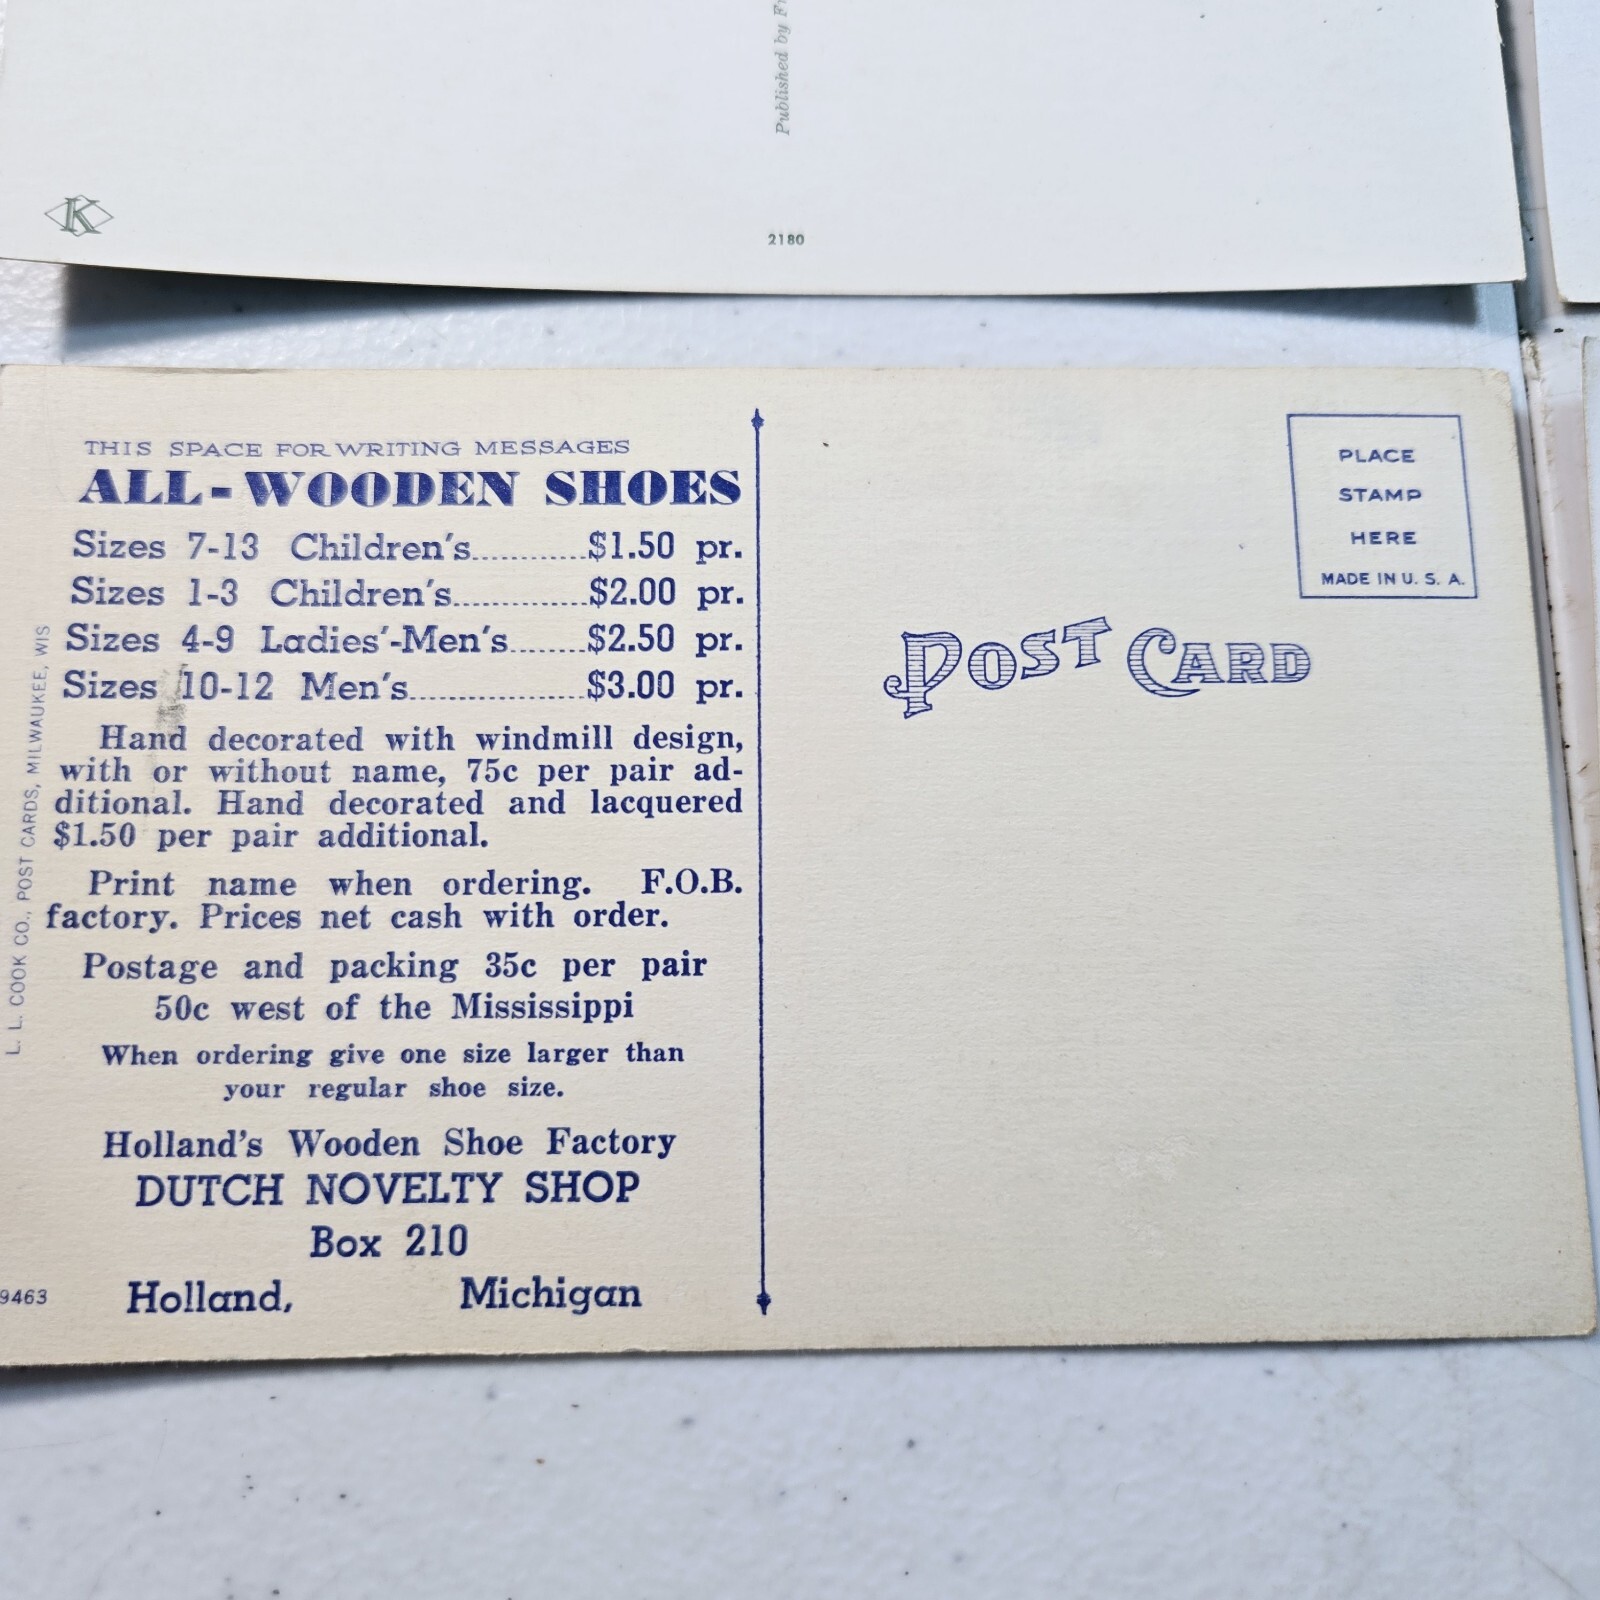 Published by
K
2180
THIS SPACE FOR WRITING MESSAGES
ALL-WOODEN SHOES
Sizes 7-13 Children's............$1.50 pr.
Sizes 1-3 Children's..............$2.00 pr.
Sizes 4-9 Ladies'-Men's........$2.50 pr.
Sizes 10-12 Men's..................$3.00 pr.
Hand decorated with windmill design,
with or without name, 75c per pair ad-
ditional. Hand decorated and lacquered
$1.50 per pair additional.
Print name when ordering. F.O.B.
factory. Prices net cash with order.
Postage and packing 35c per pair
50c west of the Mississippi
When ordering give one size larger than
your regular shoe size.
Holland's Wooden Shoe Factory
DUTCH NOVELTY SHOP
Box 210
Holland, Michigan
9463
L. L. COOK CO., POST CARDS, MILWAUKEE, WIS
PLACE
STAMP
HERE
MADE IN U. S. A.
POST CARD